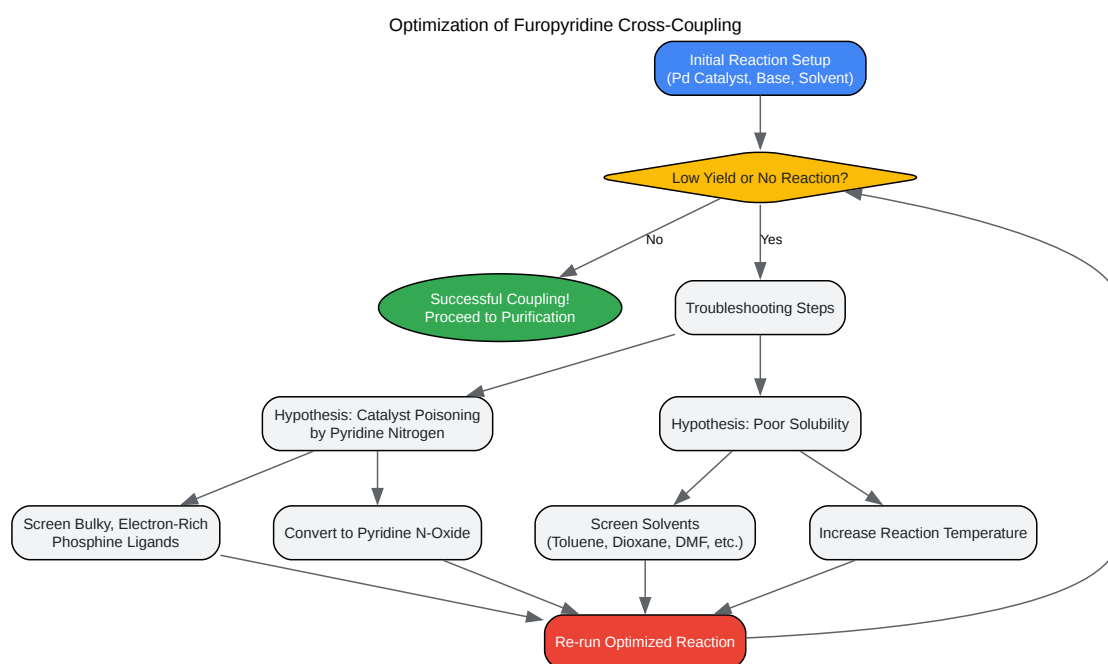 Optimization of Furopyridine Cross-Coupling
Initial Reaction Setup
(Pd Catalyst, Base, Solvent)
Low Yield or No Reaction?
No
Yes
Successful Coupling!
Proceed to Purification
Troubleshooting Steps
Hypothesis: Catalyst Poisoning
by Pyridine Nitrogen
Hypothesis: Poor Solubility
Screen Bulky, Electron-Rich
Phosphine Ligands
Convert to Pyridine N-Oxide
Screen Solvents
(Toluene, Dioxane, DMF, etc.)
Increase Reaction Temperature
Re-run Optimized Reaction